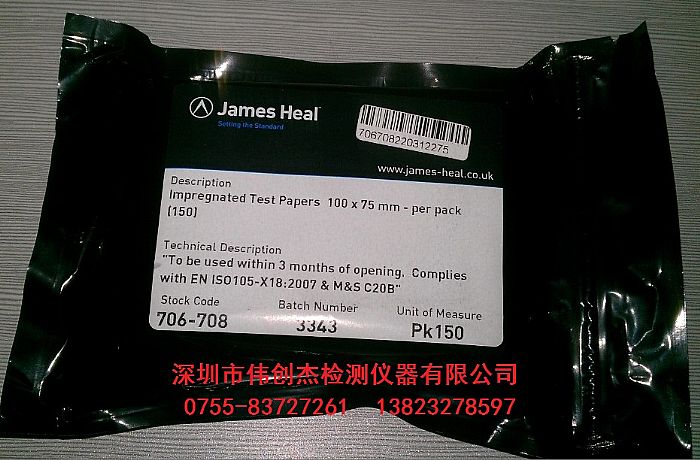 James Heal
Setting the Standard
706708220312275
www.james-heal.co.uk
Description
Impregnated Test Papers 100 x 75 mm - per pack
(150)
Technical Description
"To be used within 3 months of opening. Complies
with EN ISO105-X18:2007 & M&S C20B"
Stock Code Batch Number Unit of Measure
706-708 3343 Pk150
深圳市伟创杰检测仪器有限公司
0755-83727261 13823278597